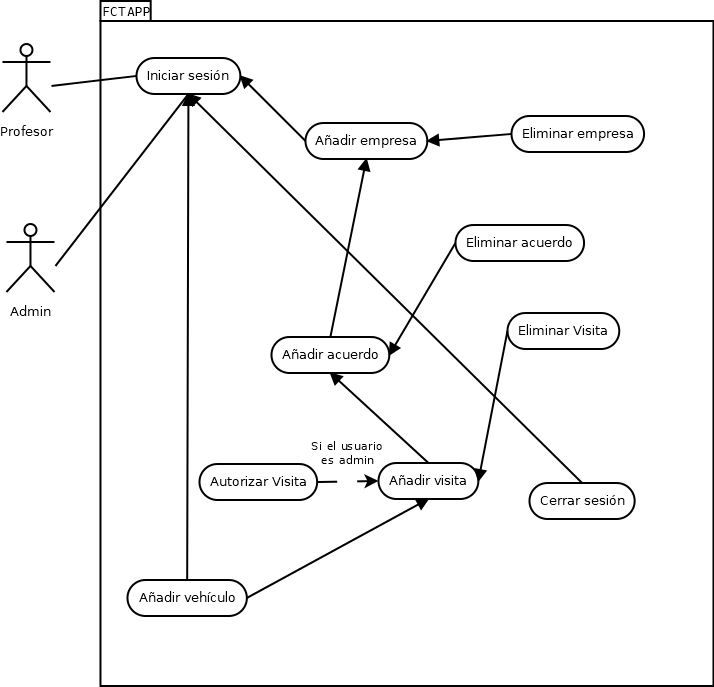 FCTAPP
Iniciar sesión
Profesor
Añadir empresa
Eliminar empresa
Eliminar acuerdo
Admin
Eliminar Visita
Añadir acuerdo
Si el usuario
es admin
Autorizar Visita
Añadir visita
Cerrar sesión
Añadir vehículo